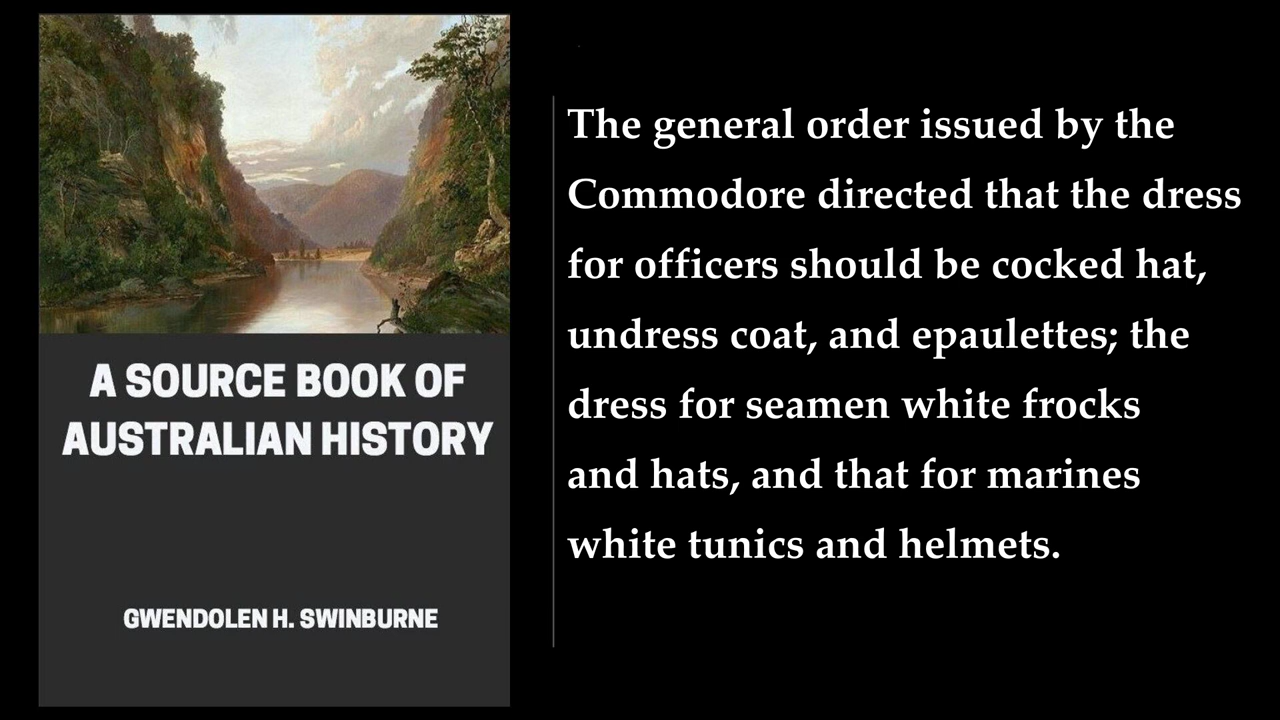 A SOURCE BOOK OF
AUSTRALIAN HISTORY
GWENDOLEN H. SWINBURNE
The general order issued by the
Commodore directed that the dress
for officers should be cocked hat,
undress coat, and epaulettes; the
dress for seamen white frocks
and hats, and that for marines
white tunics and helmets.